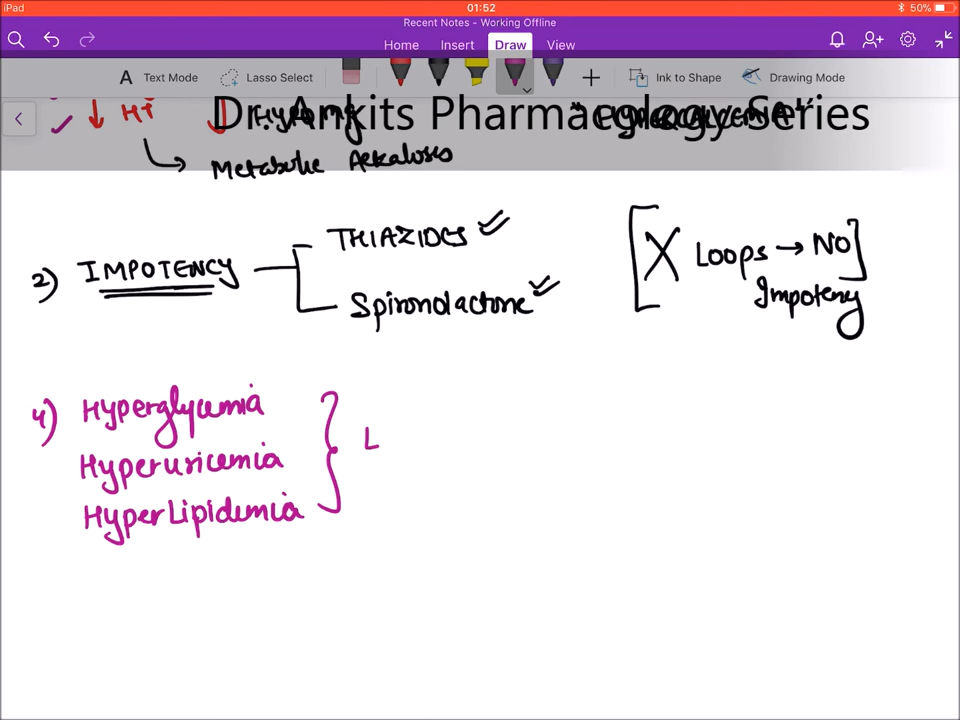 iPad 01:52 50%
Recent Notes - Working Offline
Home Insert Draw View
A Text Mode Lasso Select Ink to Shape Drawing Mode
Dr. Ankits Pharmacology Series
↓ H+ ↓ HypoMg
Metabolic Alkalosis
2) IMPOTENCY THIAZIDES
Spironolactone
[X Loops → NO]
Impotency
4) Hyperglycemia
Hyperuricemia
HyperLipidemia
} L